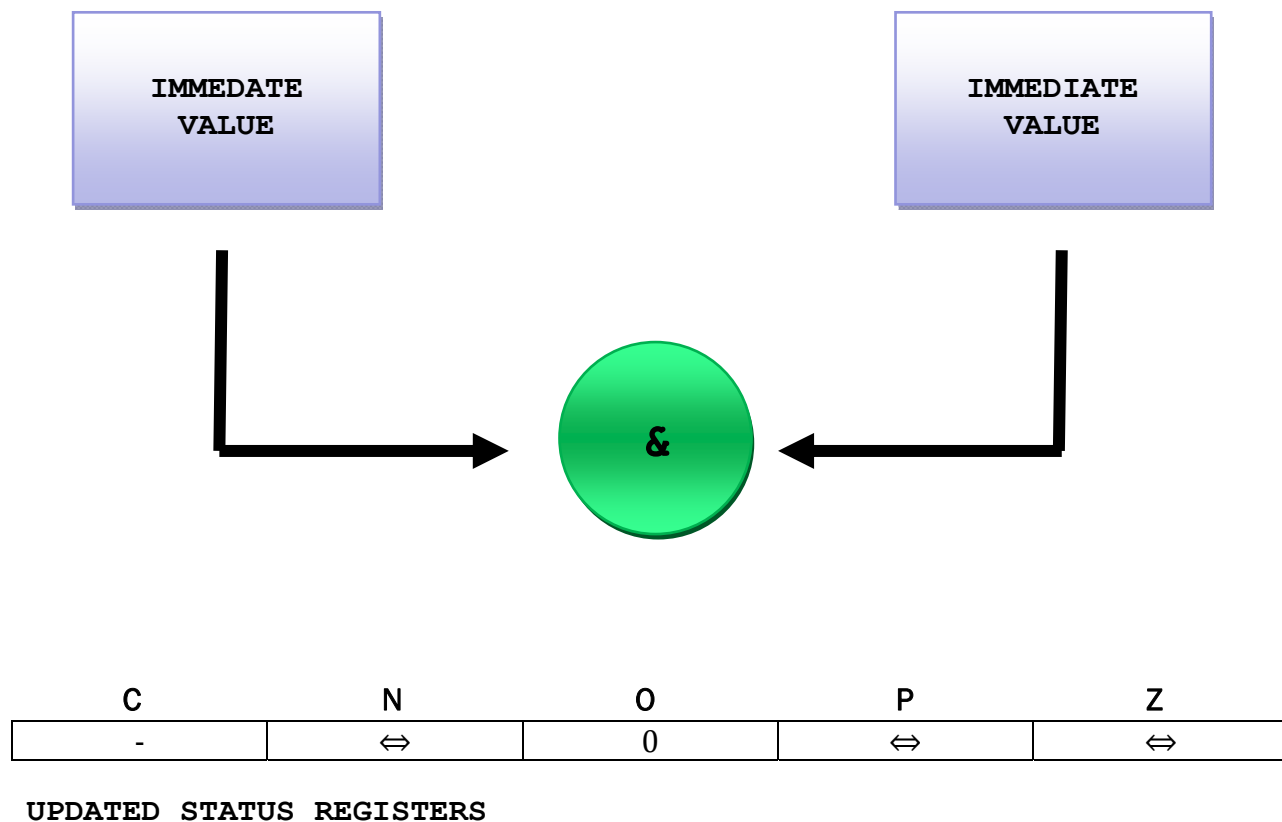 IMMEDATE
VALUE
IMMEDIATE
VALUE
&
C N O P Z
- ⇔ 0 ⇔ ⇔
UPDATED STATUS REGISTERS